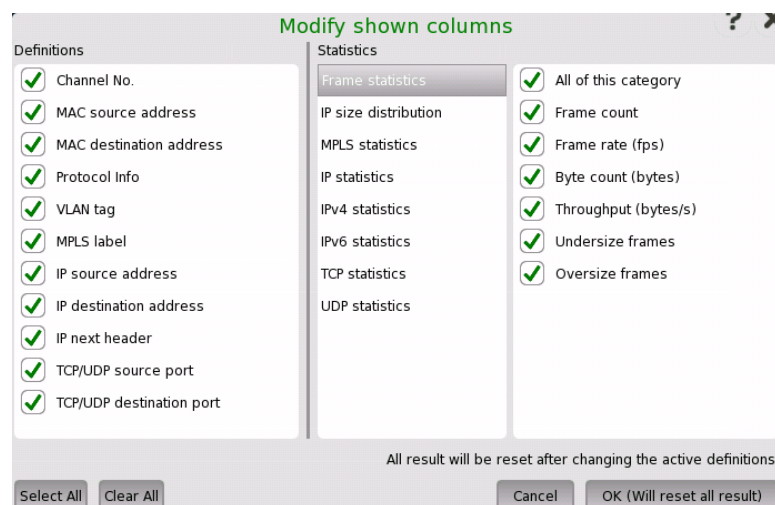 Modify shown columns
?
Definitions
Channel No.
MAC source address
MAC destination address
Protocol Info
VLAN tag
MPLS label
IP source address
IP destination address
IP next header
TCP/UDP source port
TCP/UDP destination port
Statistics
Frame statistics
IP size distribution
MPLS statistics
IP statistics
IPv4 statistics
IPv6 statistics
TCP statistics
UDP statistics
All of this category
Frame count
Frame rate (fps)
Byte count (bytes)
Throughput (bytes/s)
Undersize frames
Oversize frames
All result will be reset after changing the active definitions
Select All
Clear All
Cancel
OK (Will reset all result)